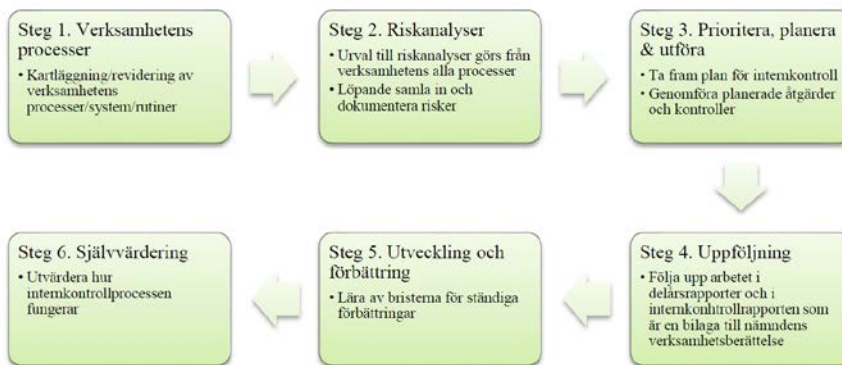 Steg 1. Verksamhetens
processer
• Kartläggning/revidering av
verksamhetens
processer/system/rutiner
Steg 2. Riskanalyser
• Urval till riskanalyser görs från
verksamhetens alla processer
• Löpande samla in och
dokumentera risker
Steg 3. Prioritera, planera
& utföra
• Ta fram plan för internkontroll
• Genomföra planerade åtgärder
och kontroller
Steg 4. Uppföljning
• Följa upp arbetet i
delårsrapporter och i
internkonhtrollrapporten som
är en bilaga till nämndens
verksamhetsberättelse
Steg 5. Utveckling och
förbättring
• Lära av bristerna för ständiga
förbättringar
Steg 6. Självvärdering
• Utvärdera hur
internkontrollprocessen
fungerar